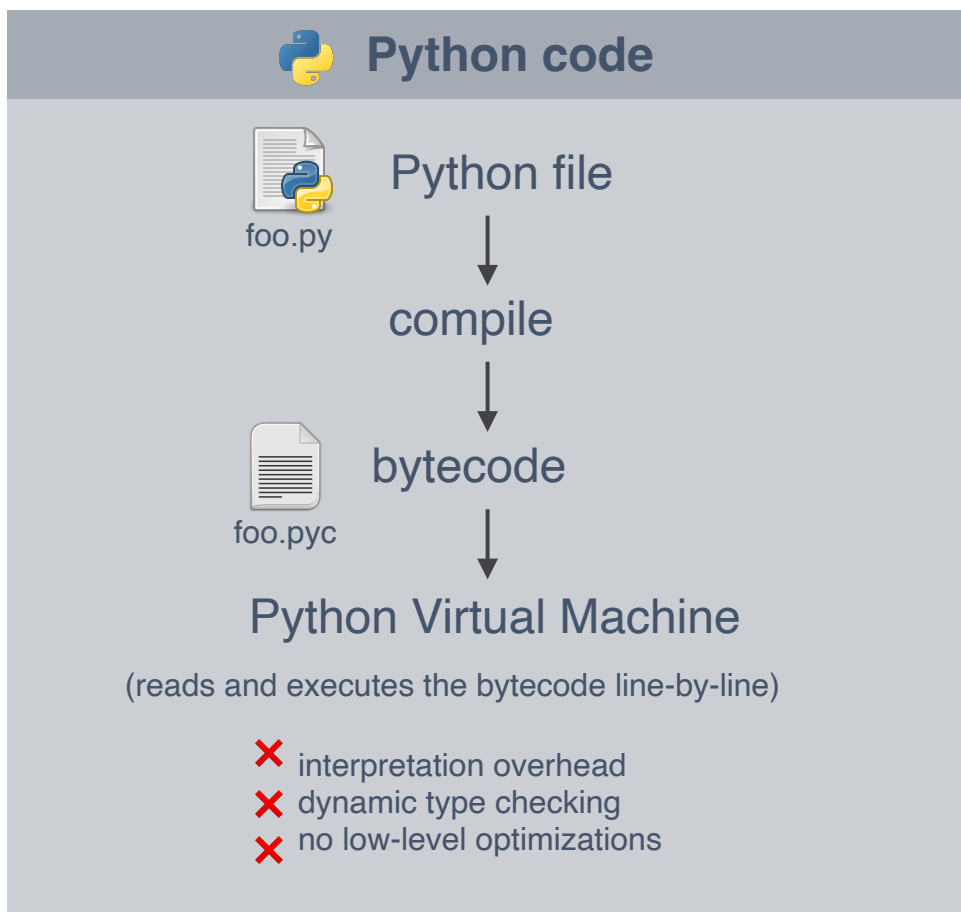 Python code
Python file
foo.py
compile
bytecode
foo.pyc
Python Virtual Machine
(reads and executes the bytecode line-by-line)
interpretation overhead
dynamic type checking
no low-level optimizations